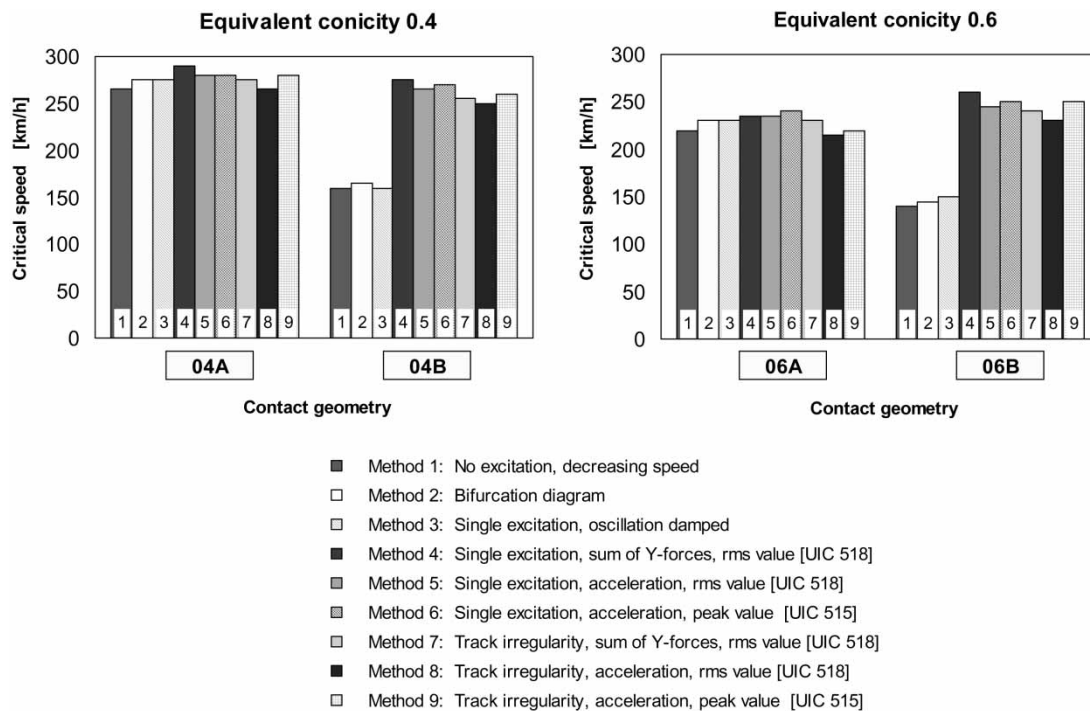 Equivalent conicity 0.4
Critical speed [km/h]
300
250
200
150
100
50
0
1 2 3 4 5 6 7 8 9
1 2 3 4 5 6 7 8 9
04A
04B
Contact geometry
Equivalent conicity 0.6
Critical speed [km/h]
300
250
200
150
100
50
0
1 2 3 4 5 6 7 8 9
1 2 3 4 5 6 7 8 9
06A
06B
Contact geometry
Method 1: No excitation, decreasing speed
Method 2: Bifurcation diagram
Method 3: Single excitation, oscillation damped
Method 4: Single excitation, sum of Y-forces, rms value [UIC 518]
Method 5: Single excitation, acceleration, rms value [UIC 518]
Method 6: Single excitation, acceleration, peak value [UIC 515]
Method 7: Track irregularity, sum of Y-forces, rms value [UIC 518]
Method 8: Track irregularity, acceleration, rms value [UIC 518]
Method 9: Track irregularity, acceleration, peak value [UIC 515]